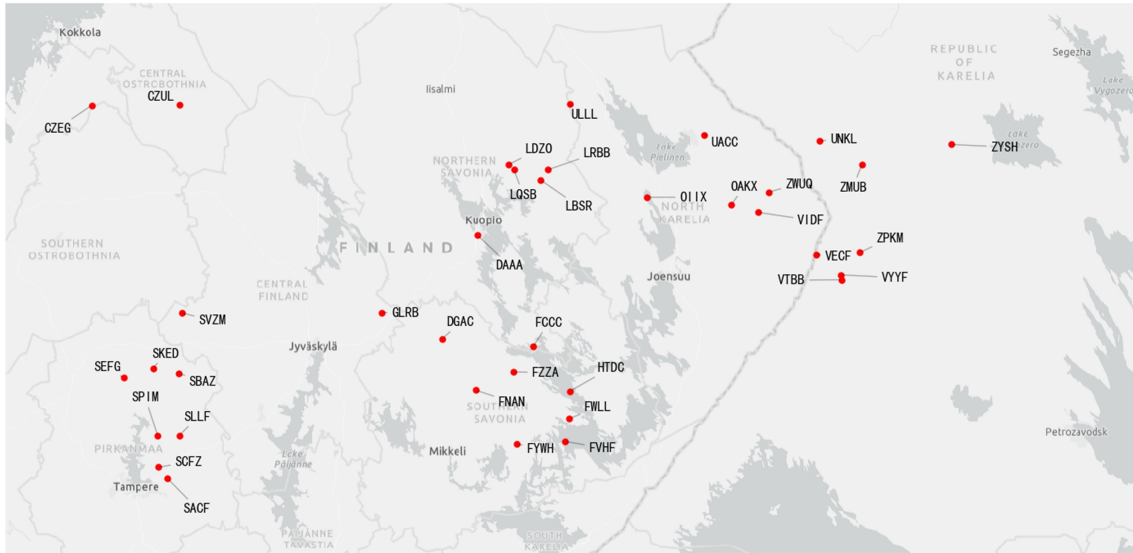 Kokkola
CENTRAL
OSTROBOTHNIA
CZUL
CZEG
Iisalmi
ULLL
REPUBLIC
OF
KARELIA
Segezha
Lake
Vygozero
LDZO
LRBB
NORTHERN
SAVONIA
LQSB
LBSR
Lake
Pielinen
UACC
UNKL
ZYSH
Lake
ZMUB
OIIX
OAKX
ZWUQ
NORTH
KARELIA
VIDF
Kuopio
DAAA
FINLAND
SOUTHERN
OSTROBOTHNIA
CENTRAL
FINLAND
Joensuu
VECF
ZPKM
VTBB
VYYF
SVZM
GLRB
DGAC
FCCC
Jyväskylä
SKED
SEFG
SBAZ
FZZA
HTDC
SPIM
SLLF
FNAN
SOUTHERN
SAVONIA
FWLL
PIRKANMAA
Lake
Päijänne
Mikkeli
FYWH
FVHF
Petrozavodsk
SCFZ
Tampere
SACF
PÄIJÄNNE
TAVASTIA
SOUTH
KARELIA